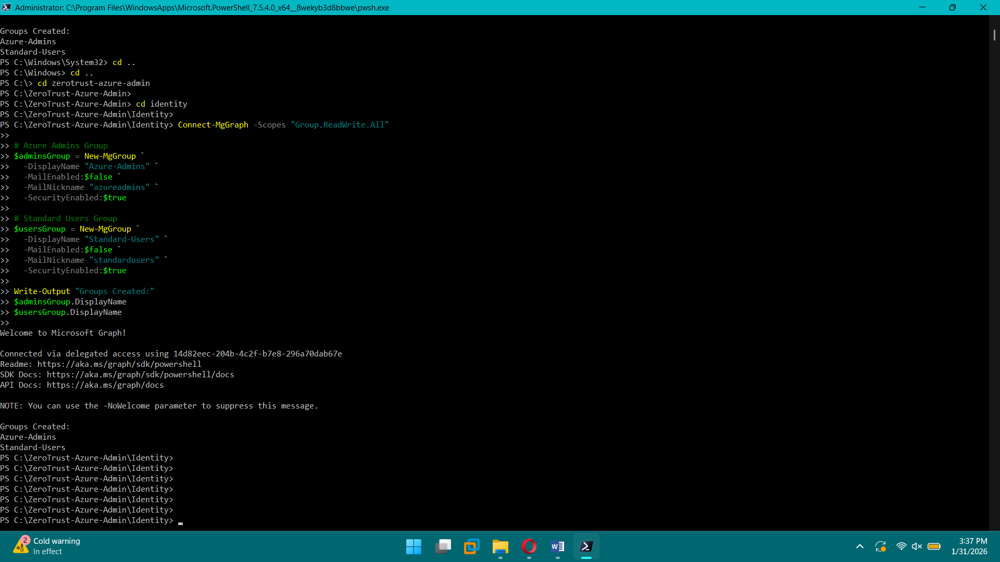 Administrator: C:\Program Files\WindowsApps\Microsoft.PowerShell_7.5.4.0_x64__8wekyb3d8bbwe\pwsh.exe
Groups Created:
Azure-Admins
Standard-Users
PS C:\Windows\System32> cd ..
PS C:\Windows> cd ..
PS C:\> cd zerotrust-azure-admin
PS C:\ZeroTrust-Azure-Admin>
PS C:\ZeroTrust-Azure-Admin> cd identity
PS C:\ZeroTrust-Azure-Admin\Identity>
PS C:\ZeroTrust-Azure-Admin\Identity> Connect-MgGraph -Scopes "Group.ReadWrite.All"
>>
>> # Azure Admins Group
>> $adminsGroup = New-MgGroup `
>>   -DisplayName "Azure-Admins" `
>>   -MailEnabled:$false `
>>   -MailNickname "azureadmins" `
>>   -SecurityEnabled:$true
>>
>> # Standard Users Group
>> $usersGroup = New-MgGroup `
>>   -DisplayName "Standard-Users" `
>>   -MailEnabled:$false `
>>   -MailNickname "standardusers" `
>>   -SecurityEnabled:$true
>>
>> Write-Output "Groups Created:"
>> $adminsGroup.DisplayName
>> $usersGroup.DisplayName
>>
Welcome to Microsoft Graph!
Connected via delegated access using 14d82eec-204b-4c2f-b7e8-296a70dab67e
Readme: https://aka.ms/graph/sdk/powershell
SDK Docs: https://aka.ms/graph/sdk/powershell/docs
API Docs: https://aka.ms/graph/docs
NOTE: You can use the -NoWelcome parameter to suppress this message.
Groups Created:
Azure-Admins
Standard-Users
PS C:\ZeroTrust-Azure-Admin\Identity>
PS C:\ZeroTrust-Azure-Admin\Identity>
PS C:\ZeroTrust-Azure-Admin\Identity>
PS C:\ZeroTrust-Azure-Admin\Identity>
PS C:\ZeroTrust-Azure-Admin\Identity>
PS C:\ZeroTrust-Azure-Admin\Identity>
PS C:\ZeroTrust-Azure-Admin\Identity>
2
Cold warning
In effect
W
3:37 PM
1/31/2026